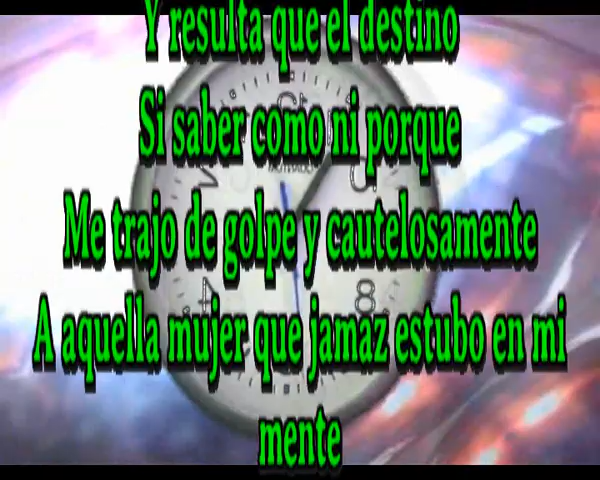 Y resulta que el destino
Si saber como ni porque
Me trajo de golpe y cautelosamente
A aquella mujer que jamaz estubo en mi
mente